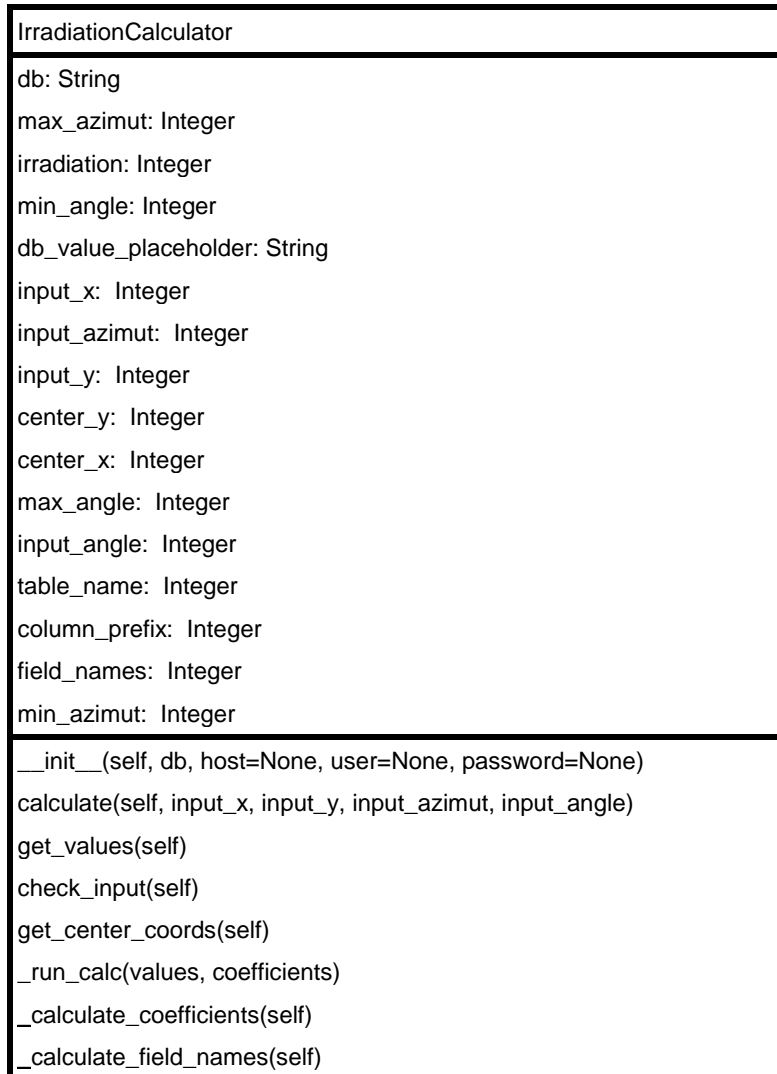 IrradiationCalculator
db: String
max_azimut: Integer
irradiation: Integer
min_angle: Integer
db_value_placeholder: String
input_x:  Integer
input_azimut:  Integer
input_y:  Integer
center_y:  Integer
center_x:  Integer
max_angle:  Integer
input_angle:  Integer
table_name:  Integer
column_prefix:  Integer
field_names:  Integer
min_azimut:  Integer
__init__(self, db, host=None, user=None, password=None)
calculate(self, input_x, input_y, input_azimut, input_angle)
get_values(self)
check_input(self)
get_center_coords(self)
_run_calc(values, coefficients)
_calculate_coefficients(self)
_calculate_field_names(self)